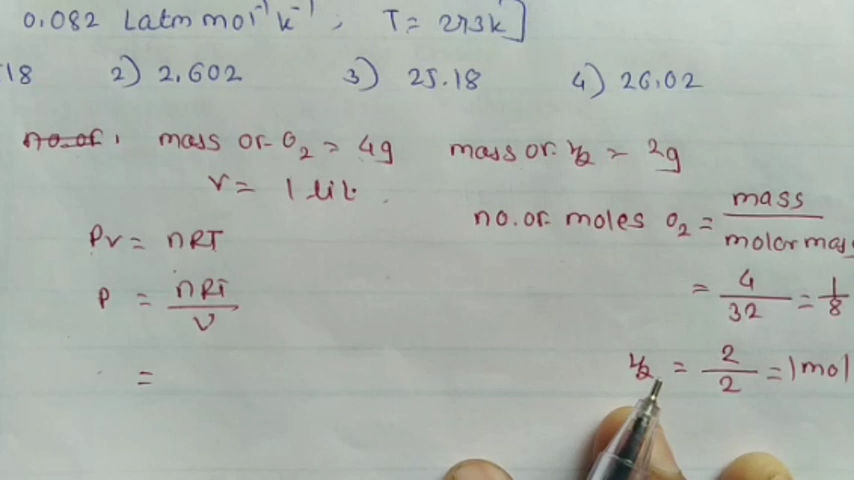 0.082 Latm mol⁻¹ k⁻¹, T = 273k]
18 2) 2.602 3) 25.18 4) 26.02
no. of. mass of O₂ = 4g mass of H₂ = 2g
V = 1 lit.
no. of moles O₂ = mass / molar mas
PV = nRT
P = nRT / V
= 4 / 32 = 1 / 8
H₂ = 2 / 2 = 1mol
=